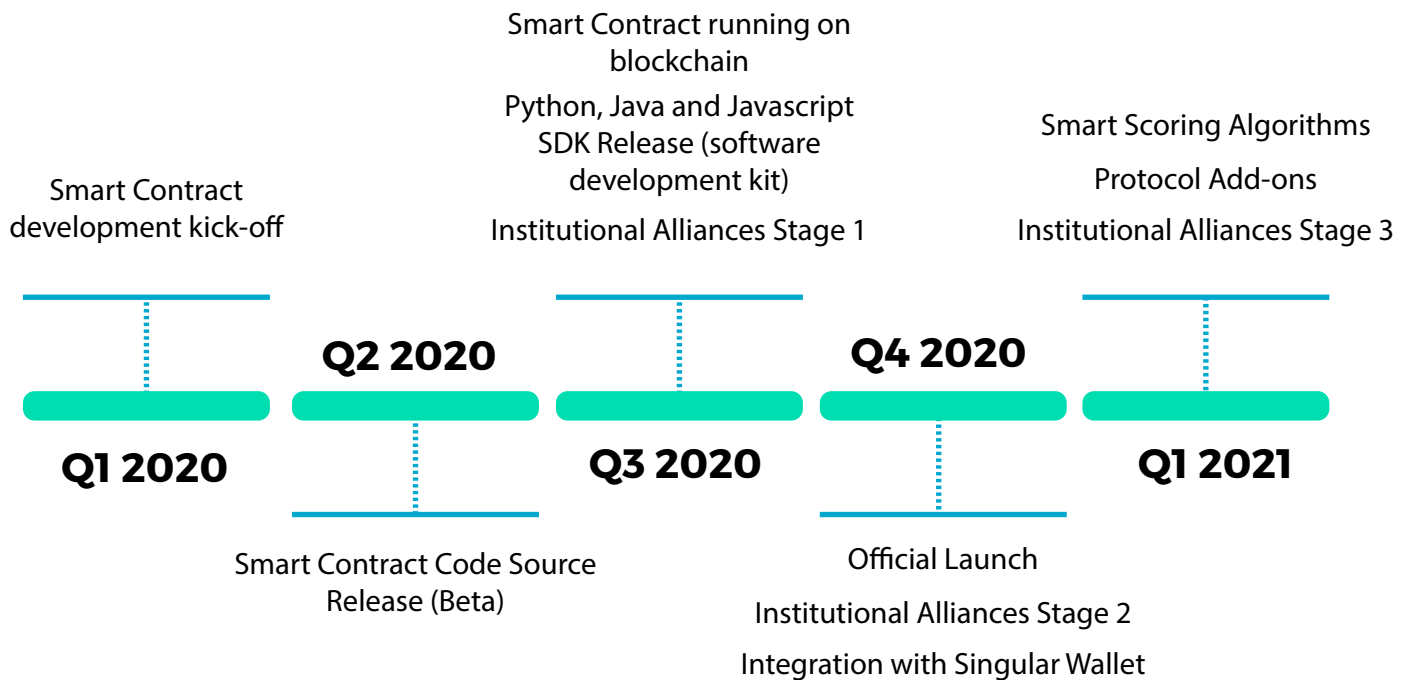 Smart Contract
development kick-off
Q1 2020
Q2 2020
Smart Contract Code Source
Release (Beta)
Smart Contract running on
blockchain
Python, Java and Javascript
SDK Release (software
development kit)
Institutional Alliances Stage 1
Q3 2020
Q4 2020
Official Launch
Institutional Alliances Stage 2
Integration with Singular Wallet
Smart Scoring Algorithms
Protocol Add-ons
Institutional Alliances Stage 3
Q1 2021